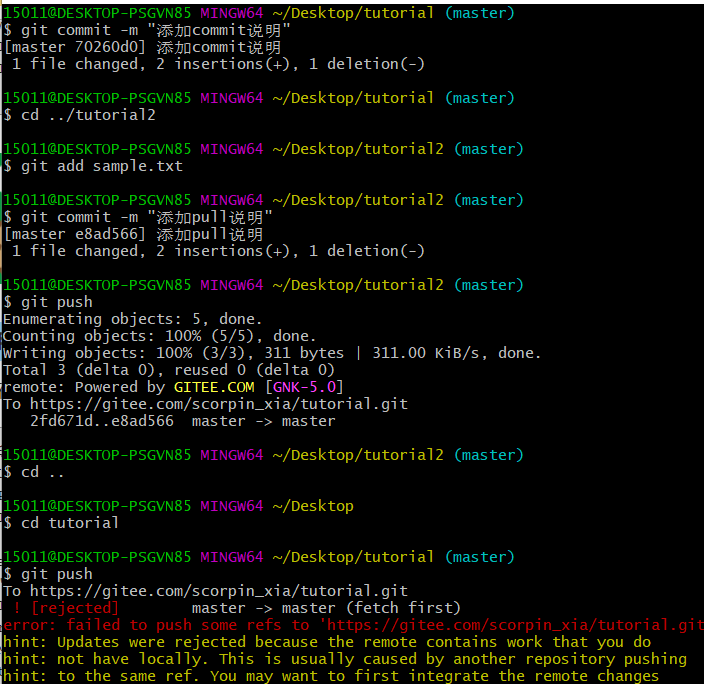 15011@DESKTOP-PSGVN85 MINGW64 ~/Desktop/tutorial (master)
$ git commit -m "添加commit说明"
[master 70260d0] 添加commit说明
 1 file changed, 2 insertions(+), 1 deletion(-)
15011@DESKTOP-PSGVN85 MINGW64 ~/Desktop/tutorial (master)
$ cd ../tutorial2
15011@DESKTOP-PSGVN85 MINGW64 ~/Desktop/tutorial2 (master)
$ git add sample.txt
15011@DESKTOP-PSGVN85 MINGW64 ~/Desktop/tutorial2 (master)
$ git commit -m "添加pull说明"
[master e8ad566] 添加pull说明
 1 file changed, 2 insertions(+), 1 deletion(-)
15011@DESKTOP-PSGVN85 MINGW64 ~/Desktop/tutorial2 (master)
$ git push
Enumerating objects: 5, done.
Counting objects: 100% (5/5), done.
Writing objects: 100% (3/3), 311 bytes | 311.00 KiB/s, done.
Total 3 (delta 0), reused 0 (delta 0)
remote: Powered by GITEE.COM [GNK-5.0]
To https://gitee.com/scorpin_xia/tutorial.git
   2fd671d..e8ad566  master -> master
15011@DESKTOP-PSGVN85 MINGW64 ~/Desktop/tutorial2 (master)
$ cd ..
15011@DESKTOP-PSGVN85 MINGW64 ~/Desktop
$ cd tutorial
15011@DESKTOP-PSGVN85 MINGW64 ~/Desktop/tutorial (master)
$ git push
To https://gitee.com/scorpin_xia/tutorial.git
 ! [rejected]        master -> master (fetch first)
error: failed to push some refs to 'https://gitee.com/scorpin_xia/tutorial.git
hint: Updates were rejected because the remote contains work that you do
hint: not have locally. This is usually caused by another repository pushing
hint: to the same ref. You may want to first integrate the remote changes